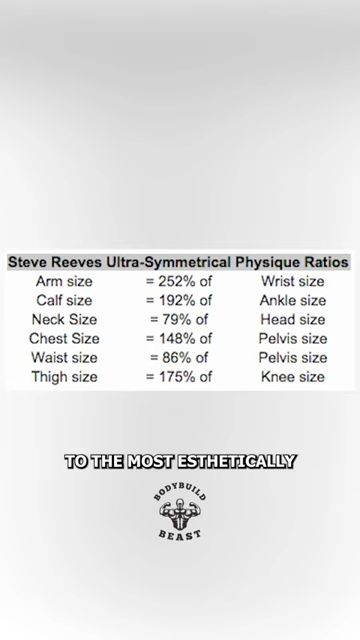 Steve Reeves Ultra-Symmetrical Physique Ratios
Arm size = 252% of Wrist size
Calf size = 192% of Ankle size
Neck Size = 79% of Head size
Chest Size = 148% of Pelvis size
Waist size = 86% of Pelvis size
Thigh size = 175% of Knee size
TO THE MOST ESTHETICALLY
BODYBUILD
BEAST